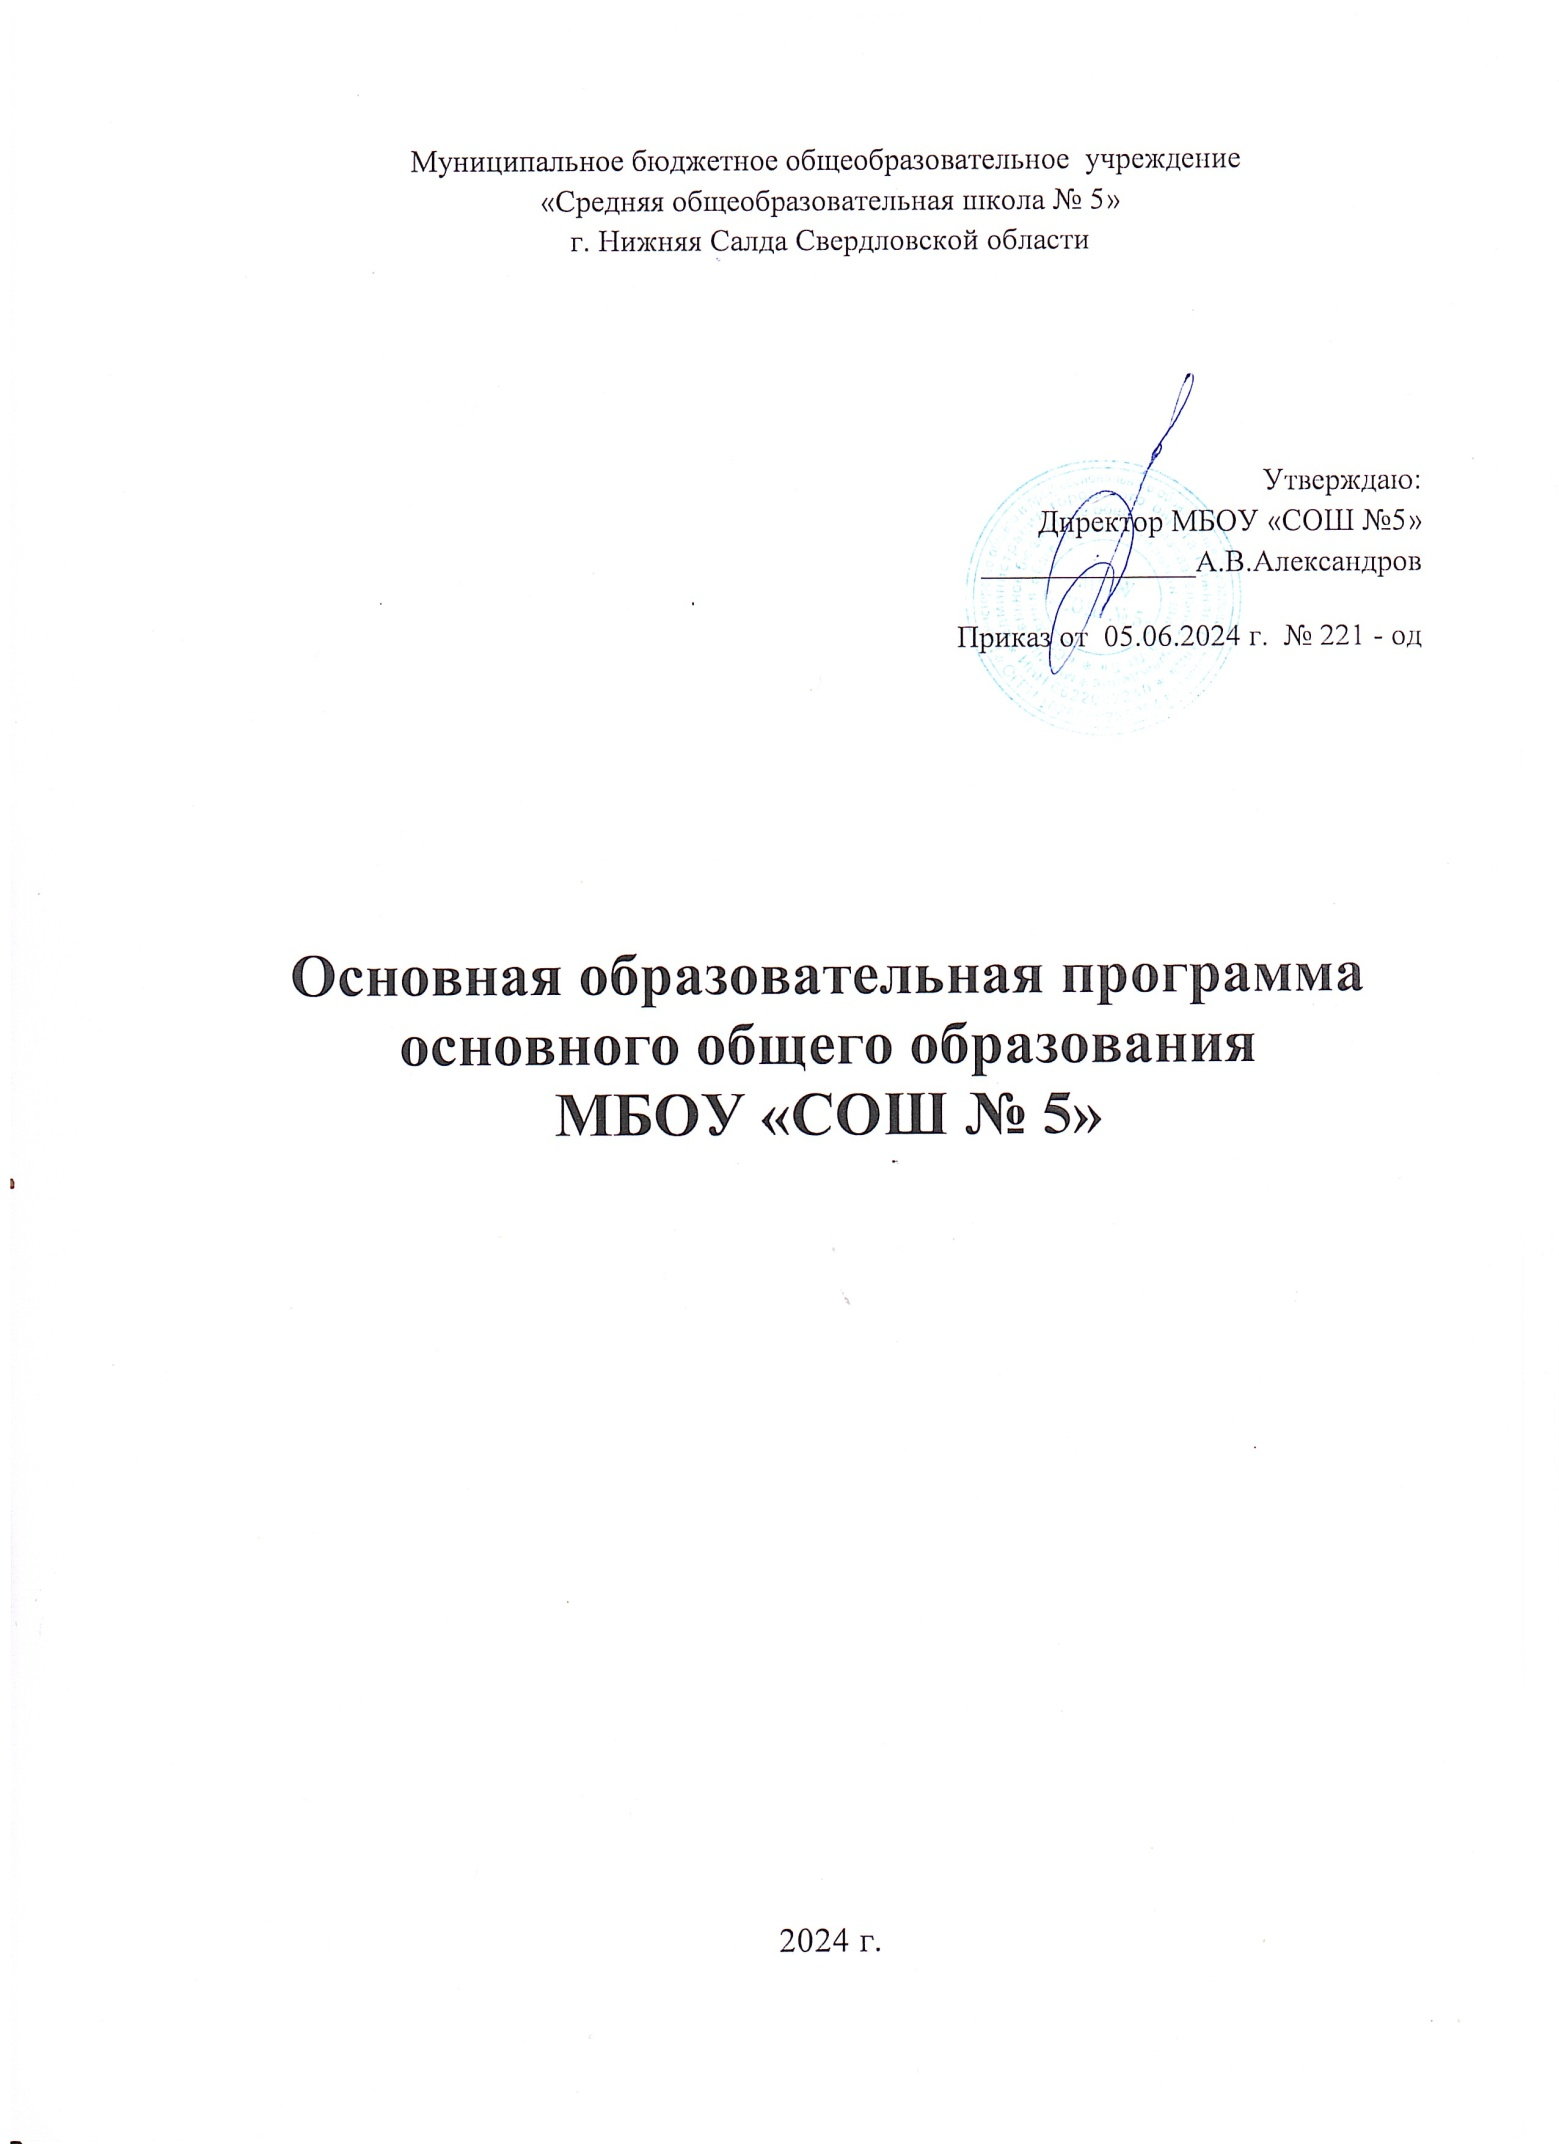 Муниципальное бюджетное общеобразовательное учреждение
«Средняя общеобразовательная школа № 5»
г. Нижняя Салда Свердловской области
Утверждаю:
Директор МБОУ «СОШ №5»
_______________А.В.Александров
Приказ от 05.06.2024 г. № 221 - од
Основная образовательная программа
основного общего образования
МБОУ «СОШ № 5»
2024 г.